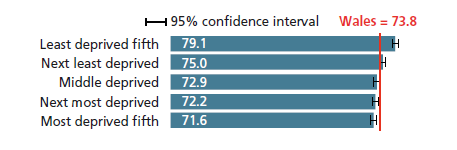 95% confidence interval Wales = 73.8
Least deprived fifth 79.1
Next least deprived 75.0
Middle deprived 72.9
Next most deprived 72.2
Most deprived fifth 71.6